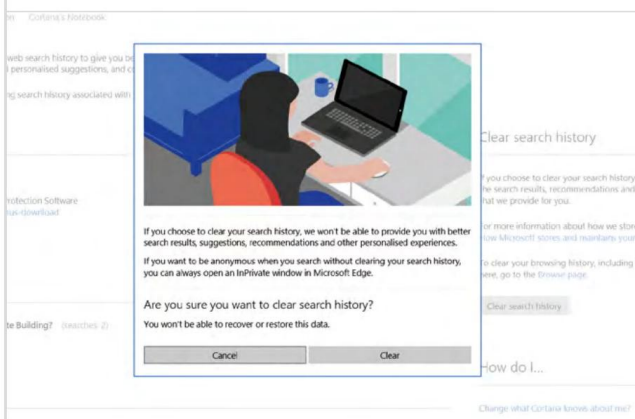 Cortana's Notebook
web search history to give you be
personalised suggestions, and c
ng search history associated with
rotection Software
rus-download
te Building? (searches: 2)
If you choose to clear your search history, we won't be able to provide you with better
search results, suggestions, recommendations and other personalised experiences.
If you want to be anonymous when you search without clearing your search history,
you can always open an InPrivate window in Microsoft Edge.
Are you sure you want to clear search history?
You won't be able to recover or restore this data.
Cancel
Clear
Clear search history
f you choose to clear your search history
he search results, recommendations and
hat we provide for you.
or more information about how we store
ow Microsoft stores and maintains your
o clear your browsing history, including
here, go to the Browse page.
Clear search history
How do I...
Change what Cortana knows about me?